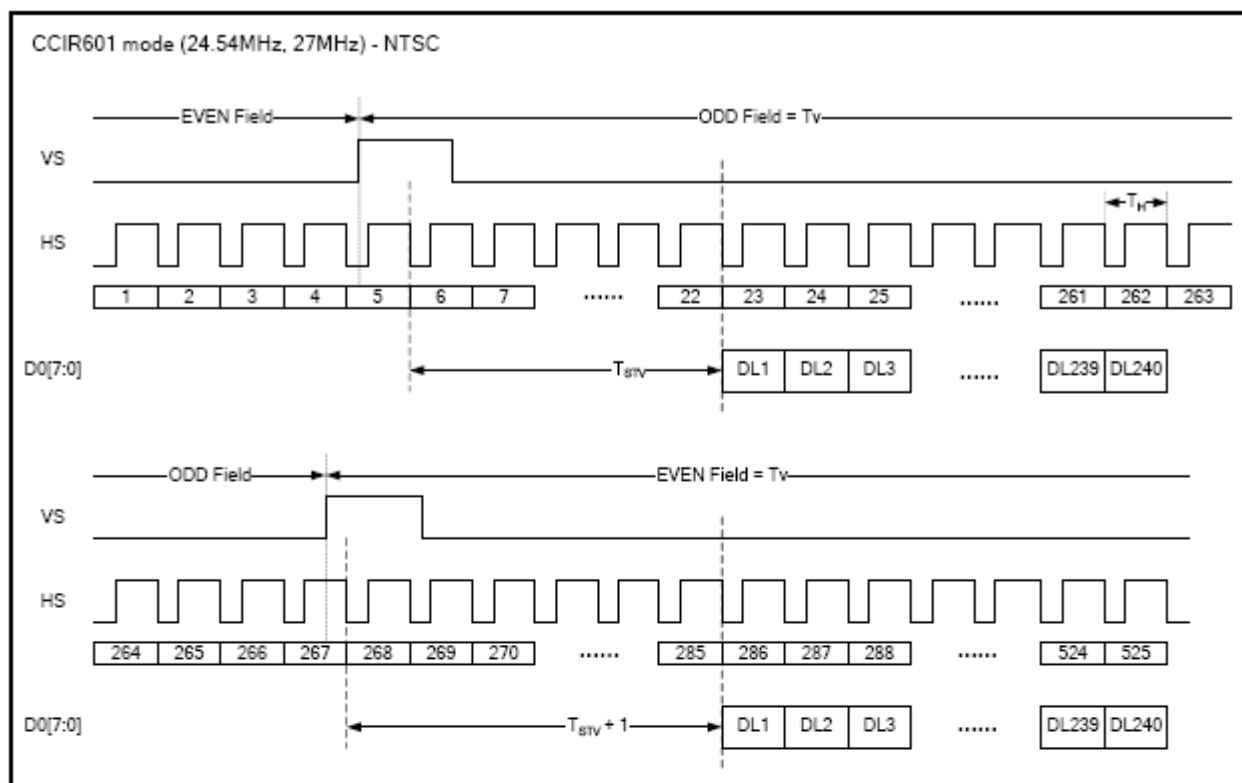 CCIR601 mode (24.54MHz, 27MHz) - NTSC
EVEN Field ODD Field = Tv
VS
TH
HS
1 2 3 4 5 6 7 ...... 22 23 24 25 ...... 261 262 263
D0[7:0] TSTV DL1 DL2 DL3 ...... DL239 DL240
ODD Field EVEN Field = Tv
VS
HS
264 265 266 267 268 269 270 ...... 285 286 287 288 ...... 524 525
D0[7:0] TSTV + 1 DL1 DL2 DL3 ...... DL239 DL240